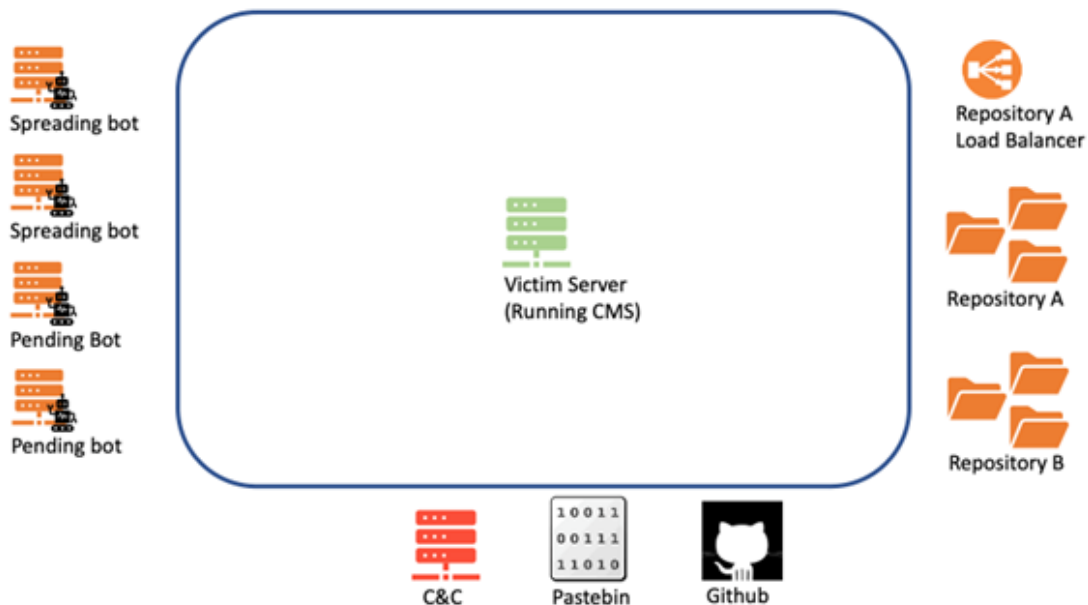 Spreading bot
Spreading bot
Pending Bot
Pending bot
Victim Server
(Running CMS)
Repository A
Load Balancer
Repository A
Repository B
10011
00111
11010
C&C
Pastebin
Github